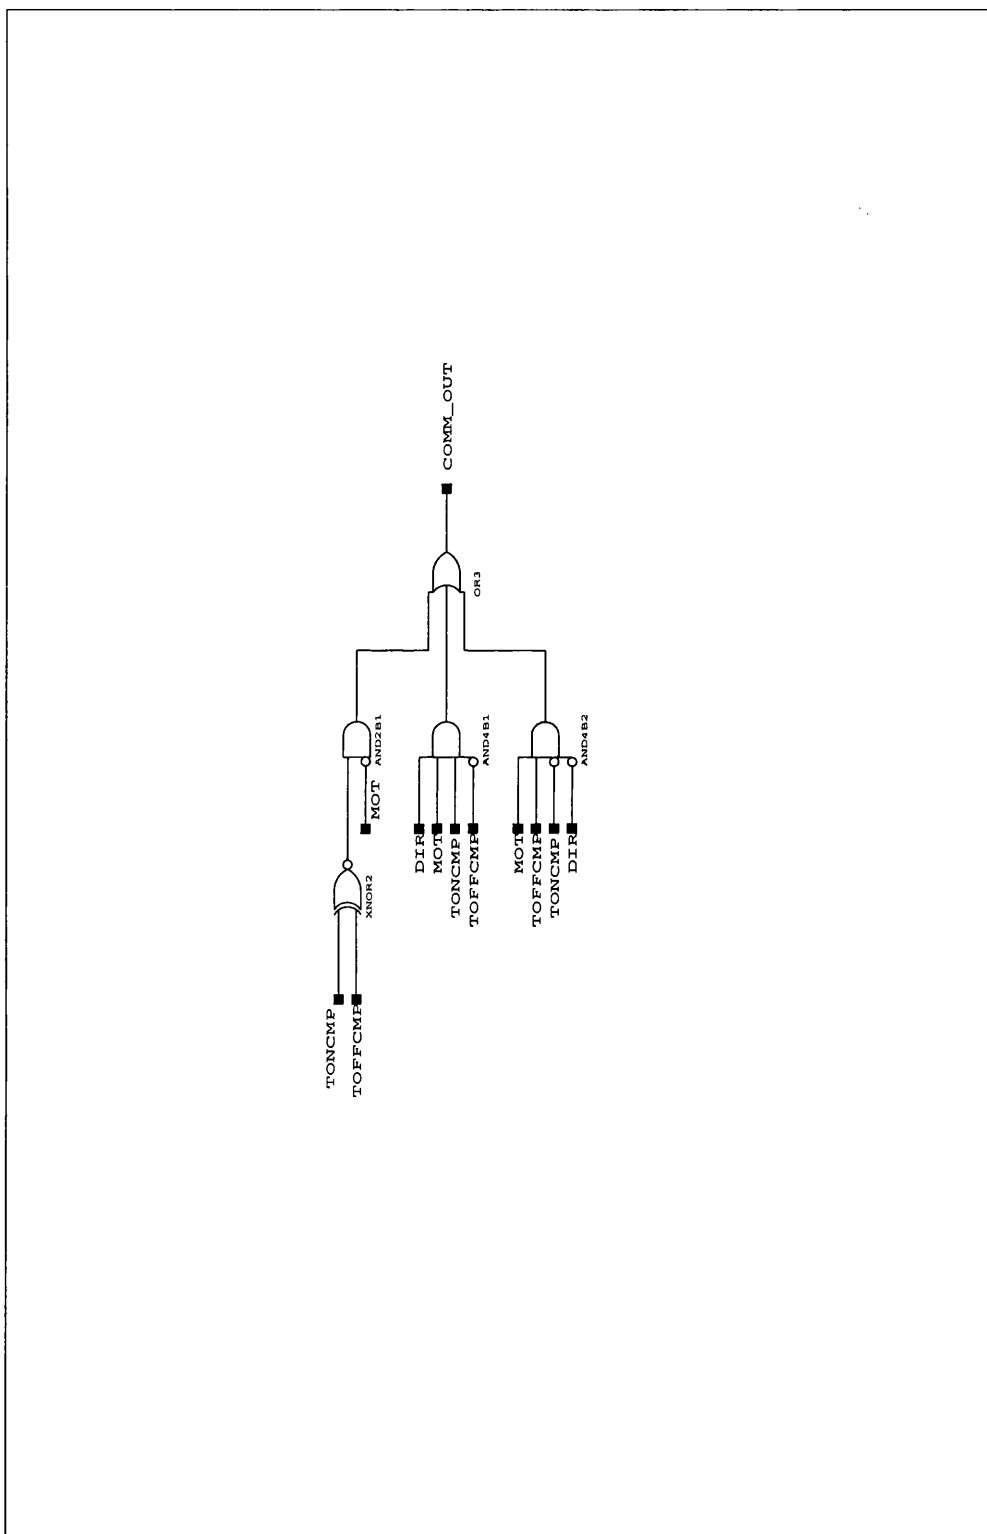 TONCMP
TOFFCMP
XNOR2
MOT
AND2B1
DIR
MOT
TONCMP
TOFFCMP
AND4B1
MOT
TOFFCMP
TONCMP
DIR
AND4B2
OR3
COMM_OUT